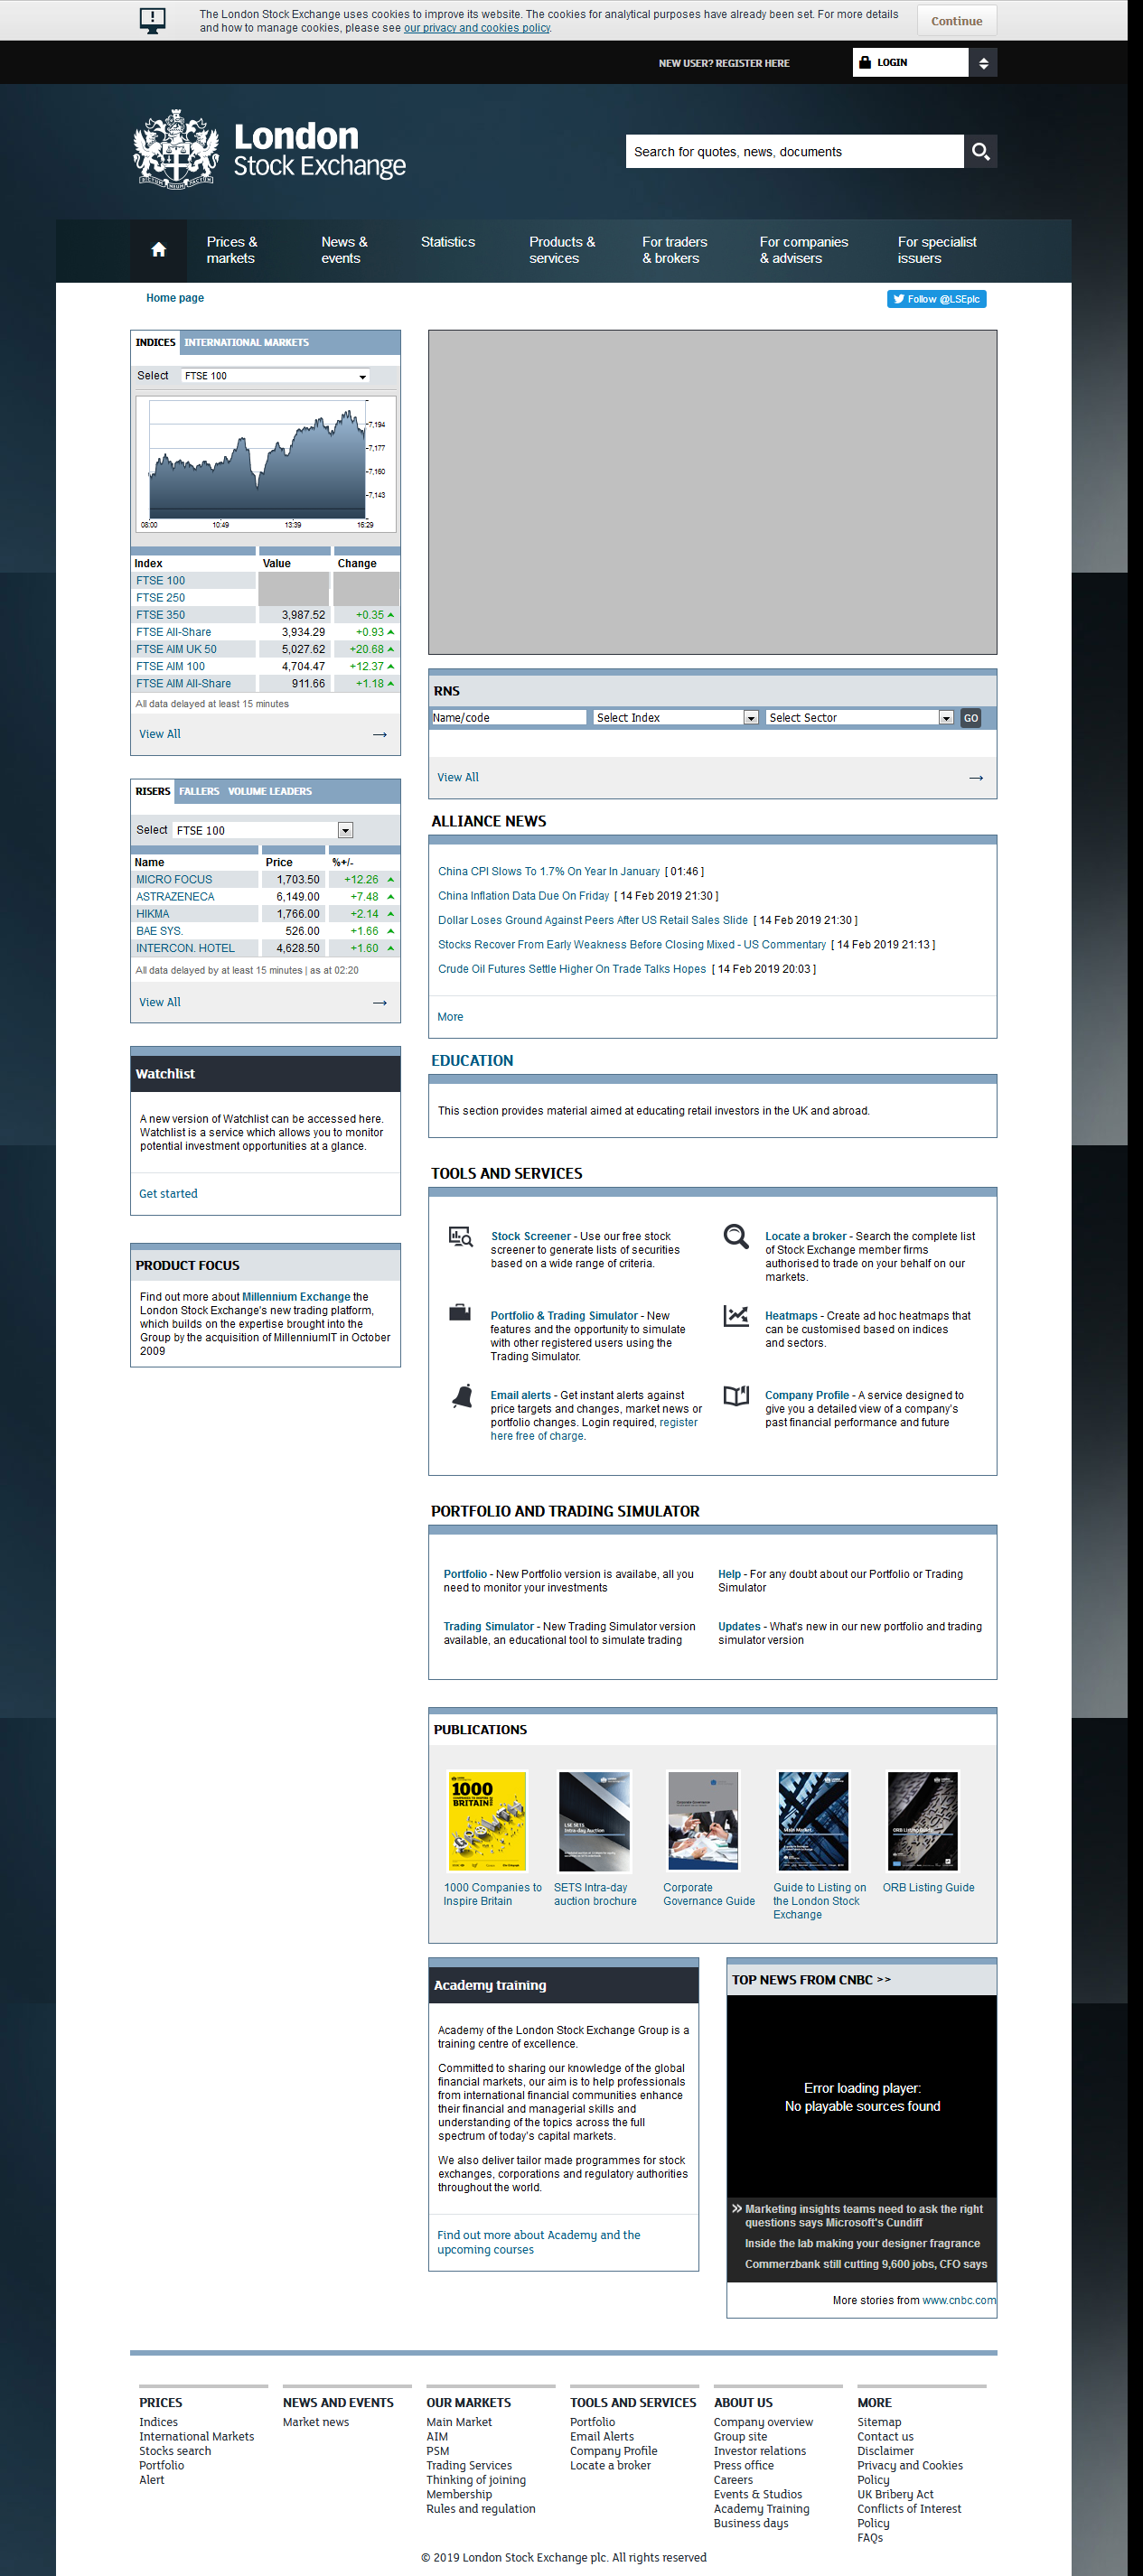 The London Stock Exchange uses cookies to improve its website. The cookies for analytical purposes have already been set. For more details
and how to manage cookies, please see our privacy and cookies policy.
Continue
NEW USER? REGISTER HERE
LOGIN
London
Stock Exchange
Search for quotes, news, documents
Prices &
markets
News &
events
Statistics
Products &
services
For traders
& brokers
For companies
& advisers
For specialist
issuers
Home page
Follow @LSEplc
INDICES INTERNATIONAL MARKETS
Select FTSE 100
7,194
7,177
7,160
7,143
08:00 10:49 13:39 16:29
Index Value Change
FTSE 100
FTSE 250
FTSE 350 3,987.52 +0.35
FTSE All-Share 3,934.29 +0.93
FTSE AIM UK 50 5,027.62 +20.68
FTSE AIM 100 4,704.47 +12.37
FTSE AIM All-Share 911.66 +1.18
All data delayed at least 15 minutes
View All
RISERS FALLERS VOLUME LEADERS
Select FTSE 100
Name Price %+/-
MICRO FOCUS 1,703.50 +12.26
ASTRAZENECA 6,149.00 +7.48
HIKMA 1,766.00 +2.14
BAE SYS. 526.00 +1.66
INTERCON. HOTEL 4,628.50 +1.60
All data delayed by at least 15 minutes | as at 02:20
View All
Watchlist
A new version of Watchlist can be accessed here.
Watchlist is a service which allows you to monitor
potential investment opportunities at a glance.
Get started
PRODUCT FOCUS
Find out more about Millennium Exchange the
London Stock Exchange's new trading platform,
which builds on the expertise brought into the
Group by the acquisition of MillenniumIT in October
2009
RNS
Name/code Select Index Select Sector GO
View All
ALLIANCE NEWS
China CPI Slows To 1.7% On Year In January [ 01:46 ]
China Inflation Data Due On Friday [ 14 Feb 2019 21:30 ]
Dollar Loses Ground Against Peers After US Retail Sales Slide [ 14 Feb 2019 21:30 ]
Stocks Recover From Early Weakness Before Closing Mixed - US Commentary [ 14 Feb 2019 21:13 ]
Crude Oil Futures Settle Higher On Trade Talks Hopes [ 14 Feb 2019 20:03 ]
More
EDUCATION
This section provides material aimed at educating retail investors in the UK and abroad.
TOOLS AND SERVICES
Stock Screener - Use our free stock
screener to generate lists of securities
based on a wide range of criteria.
Locate a broker - Search the complete list
of Stock Exchange member firms
authorised to trade on your behalf on our
markets.
Portfolio & Trading Simulator - New
features and the opportunity to simulate
with other registered users using the
Trading Simulator.
Heatmaps - Create ad hoc heatmaps that
can be customised based on indices
and sectors.
Email alerts - Get instant alerts against
price targets and changes, market news or
portfolio changes. Login required, register
here free of charge.
Company Profile - A service designed to
give you a detailed view of a company's
past financial performance and future
PORTFOLIO AND TRADING SIMULATOR
Portfolio - New Portfolio version is availabe, all you
need to monitor your investments
Help - For any doubt about our Portfolio or Trading
Simulator
Trading Simulator - New Trading Simulator version
available, an educational tool to simulate trading
Updates - What's new in our new portfolio and trading
simulator version
PUBLICATIONS
1000
BRITAIN
LSE SETS
Intra-day Auction
Corporate Governance
Main Market
1000 Companies to
Inspire Britain
SETS Intra-day
auction brochure
Corporate
Governance Guide
Guide to Listing on
the London Stock
Exchange
ORB Listing Guide
Academy training
Academy of the London Stock Exchange Group is a
training centre of excellence.
Committed to sharing our knowledge of the global
financial markets, our aim is to help professionals
from international financial communities enhance
their financial and managerial skills and
understanding of the topics across the full
spectrum of today's capital markets.
We also deliver tailor made programmes for stock
exchanges, corporations and regulatory authorities
throughout the world.
Find out more about Academy and the
upcoming courses
TOP NEWS FROM CNBC >>
Error loading player:
No playable sources found
Marketing insights teams need to ask the right
questions says Microsoft's Cundiff
Inside the lab making your designer fragrance
Commerzbank still cutting 9,600 jobs, CFO says
More stories from www.cnbc.com
PRICES
Indices
International Markets
Stocks search
Portfolio
Alert
NEWS AND EVENTS
Market news
OUR MARKETS
Main Market
AIM
PSM
Trading Services
Thinking of joining
Membership
Rules and regulation
TOOLS AND SERVICES
Portfolio
Email Alerts
Company Profile
Locate a broker
ABOUT US
Company overview
Group site
Investor relations
Press office
Careers
Events & Studios
Academy Training
Business days
MORE
Sitemap
Contact us
Disclaimer
Privacy and Cookies
Policy
UK Bribery Act
Conflicts of Interest
Policy
FAQs
© 2019 London Stock Exchange plc. All rights reserved